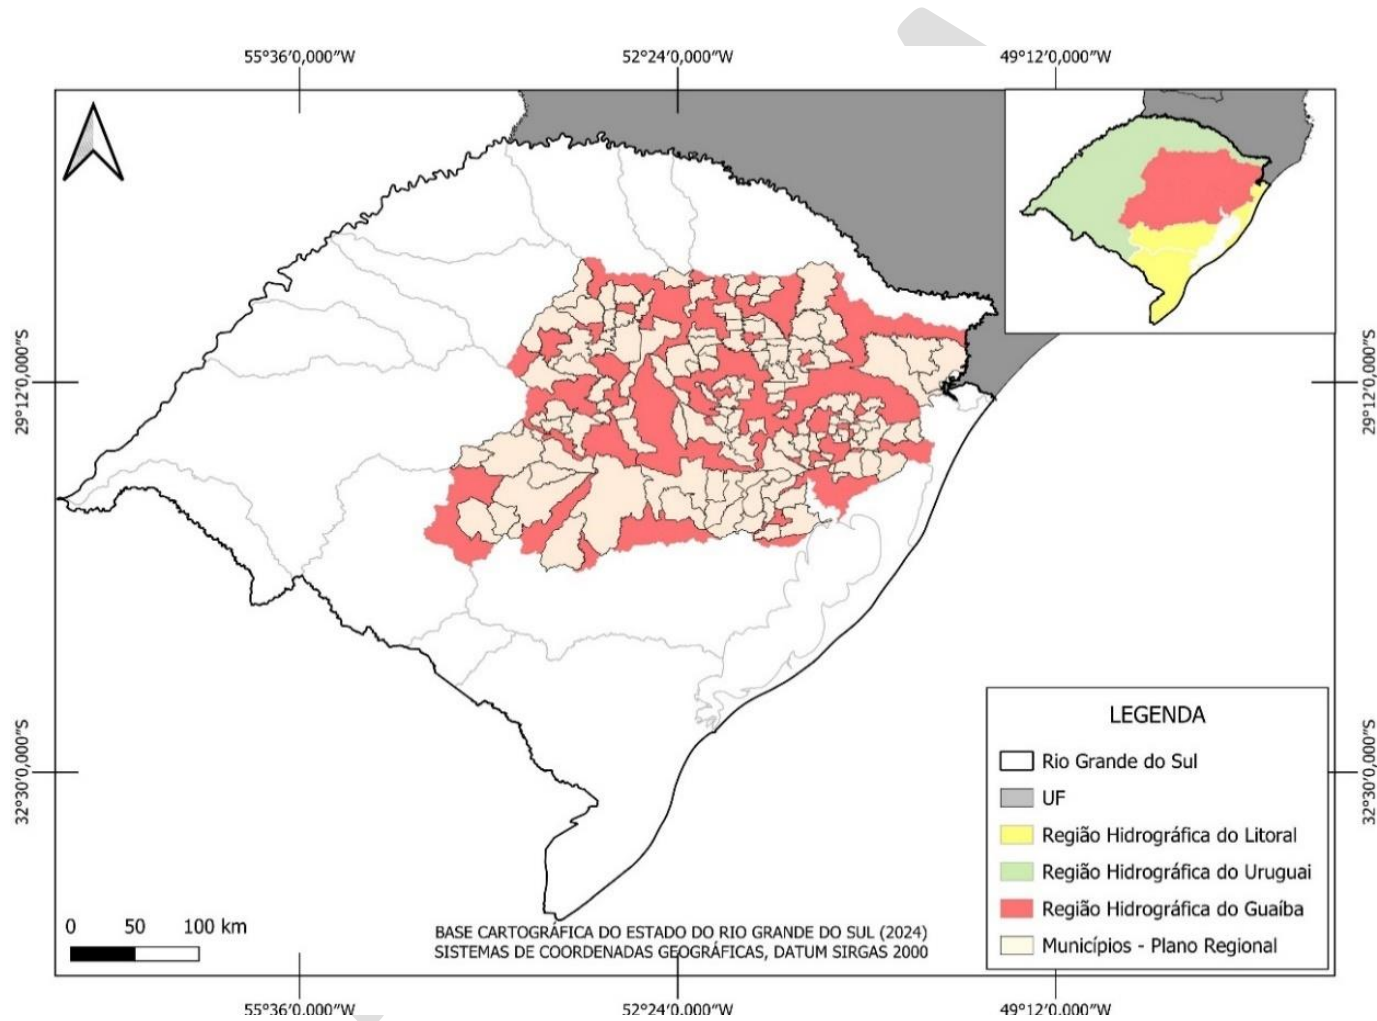 55°36′0,000″W
52°24′0,000″W
49°12′0,000″W
29°12′0,000″S
29°12′0,000″S
32°30′0,000″S
32°30′0,000″S
LEGENDA
Rio Grande do Sul
UF
Região Hidrográfica do Litoral
Região Hidrográfica do Uruguai
Região Hidrográfica do Guaíba
Municípios - Plano Regional
0 50 100 km
BASE CARTOGRÁFICA DO ESTADO DO RIO GRANDE DO SUL (2024)
SISTEMAS DE COORDENADAS GEOGRÁFICAS, DATUM SIRGAS 2000
55°36′0,000″W
52°24′0,000″W
49°12′0,000″W